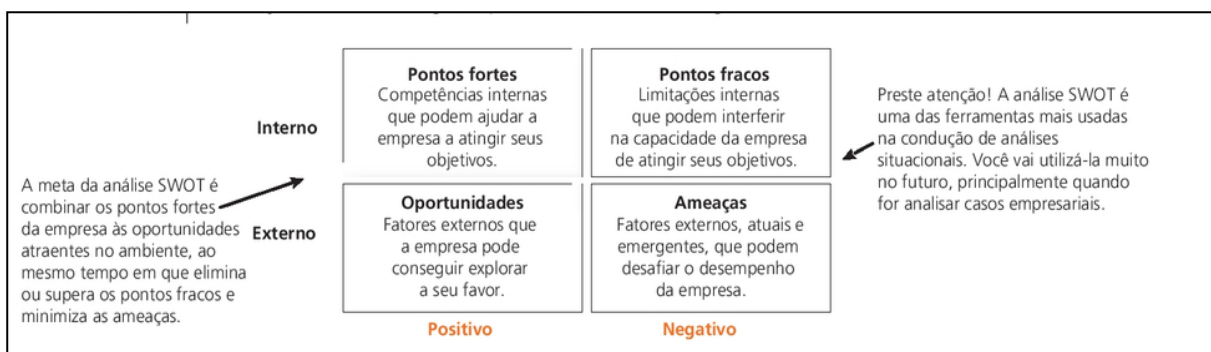 Interno
Pontos fortes
Competências internas
que podem ajudar a
empresa a atingir seus
objetivos.
Pontos fracos
Limitações internas
que podem interferir
na capacidade da empresa
de atingir seus objetivos.
Externo
Oportunidades
Fatores externos que
a empresa pode
conseguir explorar
a seu favor.
Ameaças
Fatores externos, atuais e
emergentes, que podem
desafiar o desempenho
da empresa.
Positivo
Negativo
A meta da análise SWOT é
combinar os pontos fortes
da empresa às oportunidades
atraentes no ambiente, ao
mesmo tempo em que elimina
ou supera os pontos fracos e
minimiza as ameaças.
Preste atenção! A análise SWOT é
uma das ferramentas mais usadas
na condução de análises
situacionais. Você vai utilizá-la muito
no futuro, principalmente quando
for analisar casos empresariais.